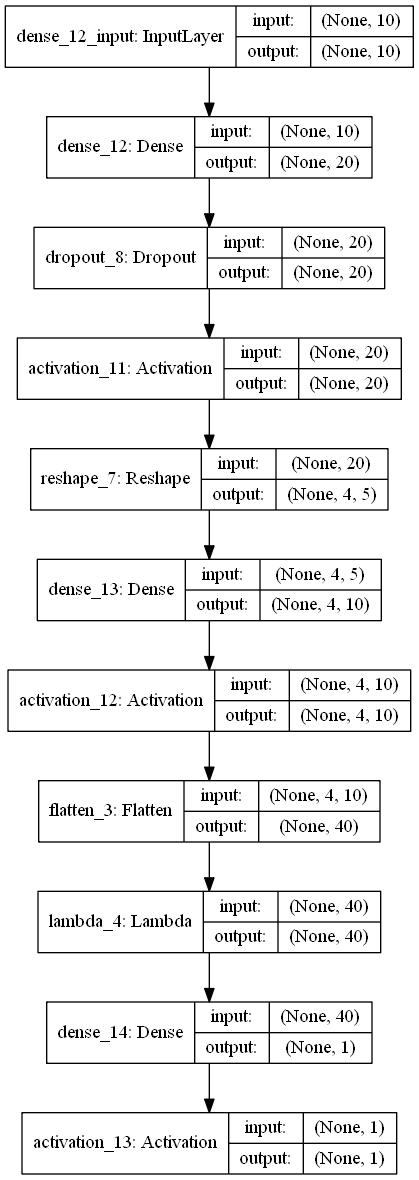 dense_12_input: InputLayer
input: (None, 10)
output: (None, 10)
dense_12: Dense
input: (None, 10)
output: (None, 20)
dropout_8: Dropout
input: (None, 20)
output: (None, 20)
activation_11: Activation
input: (None, 20)
output: (None, 20)
reshape_7: Reshape
input: (None, 20)
output: (None, 4, 5)
dense_13: Dense
input: (None, 4, 5)
output: (None, 4, 10)
activation_12: Activation
input: (None, 4, 10)
output: (None, 4, 10)
flatten_3: Flatten
input: (None, 4, 10)
output: (None, 40)
lambda_4: Lambda
input: (None, 40)
output: (None, 40)
dense_14: Dense
input: (None, 40)
output: (None, 1)
activation_13: Activation
input: (None, 1)
output: (None, 1)